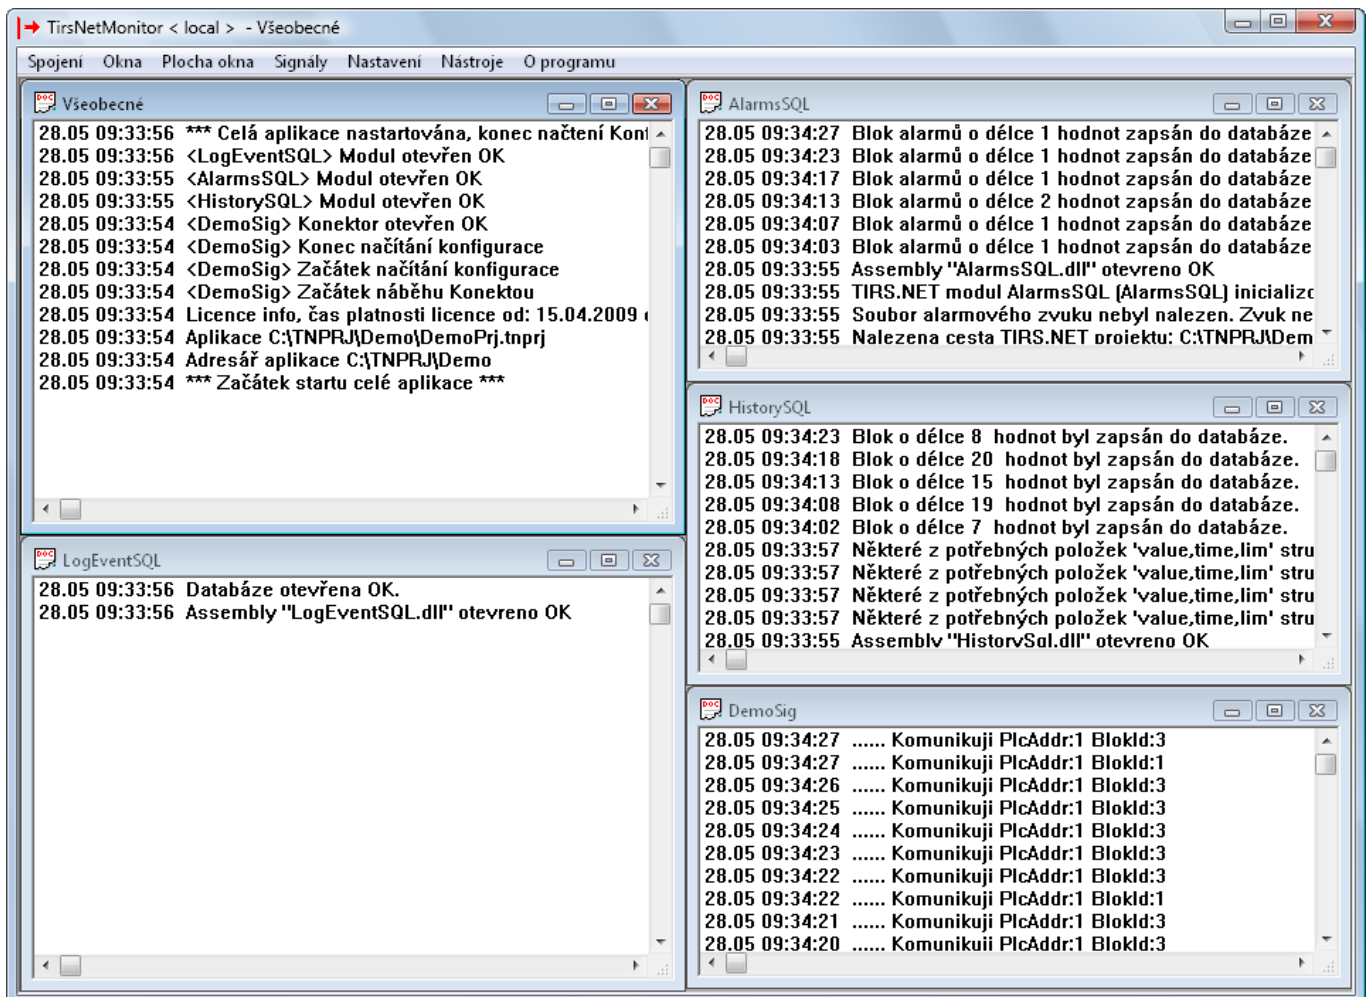 TirsNetMonitor < local > - Všeobecné
Spojení Okna Plocha okna Signály Nastavení Nástroje O programu
Všeobecné
28.05 09:33:56 *** Celá aplikace nastartována, konec načtení
28.05 09:33:56 <LogEventSQL> Modul otevřen OK
28.05 09:33:55 <AlarmsSQL> Modul otevřen OK
28.05 09:33:55 <HistorySQL> Modul otevřen OK
28.05 09:33:54 <DemoSig> Konektor otevřen OK
28.05 09:33:54 <DemoSig> Konec načítání konfigurace
28.05 09:33:54 <DemoSig> Začátek načítání konfigurace
28.05 09:33:54 <DemoSig> Začátek náběhu Konektou
28.05 09:33:54 Licence info, čas platnosti licence od: 15.04.2009
28.05 09:33:54 Aplikace C:\TNPRJ\Demo\DemoPrj.tnprj
28.05 09:33:54 Adresář aplikace C:\TNPRJ\Demo
28.05 09:33:54 *** Začátek startu celé aplikace ***
LogEventSQL
28.05 09:33:56 Databáze otevřena OK.
28.05 09:33:56 Assembly "LogEventSQL.dll" otevreno OK
AlarmsSQL
28.05 09:34:27 Blok alarmů o délce 1 hodnot zapsán do databáze
28.05 09:34:23 Blok alarmů o délce 1 hodnot zapsán do databáze
28.05 09:34:17 Blok alarmů o délce 1 hodnot zapsán do databáze
28.05 09:34:13 Blok alarmů o délce 2 hodnot zapsán do databáze
28.05 09:34:07 Blok alarmů o délce 1 hodnot zapsán do databáze
28.05 09:34:03 Blok alarmů o délce 1 hodnot zapsán do databáze
28.05 09:33:55 Assembly "AlarmsSQL.dll" otevreno OK
28.05 09:33:55 TIRS.NET modul AlarmsSQL (AlarmsSQL)
28.05 09:33:55 Soubor alarmového zvuku nebyl nalezen. Zvuk ne
28.05 09:33:55 Nalezena cesta TIRS.NET projektu: C:\TNPRJ\Dem
HistorySQL
28.05 09:34:23 Blok o délce 8 hodnot byl zapsán do databáze.
28.05 09:34:18 Blok o délce 20 hodnot byl zapsán do databáze.
28.05 09:34:13 Blok o délce 15 hodnot byl zapsán do databáze.
28.05 09:34:08 Blok o délce 19 hodnot byl zapsán do databáze.
28.05 09:34:02 Blok o délce 7 hodnot byl zapsán do databáze.
28.05 09:33:57 Některé z potřebných položek 'value,time,lim' stru
28.05 09:33:57 Některé z potřebných položek 'value,time,lim' stru
28.05 09:33:57 Některé z potřebných položek 'value,time,lim' stru
28.05 09:33:57 Některé z potřebných položek 'value,time,lim' stru
28.05 09:33:55 Assembly "HistorySql.dll" otevreno OK
DemoSig
28.05 09:34:27 ...... Komunikuji PlcAddr:1 BlokId:3
28.05 09:34:27 ...... Komunikuji PlcAddr:1 BlokId:1
28.05 09:34:26 ...... Komunikuji PlcAddr:1 BlokId:3
28.05 09:34:25 ...... Komunikuji PlcAddr:1 BlokId:3
28.05 09:34:24 ...... Komunikuji PlcAddr:1 BlokId:3
28.05 09:34:23 ...... Komunikuji PlcAddr:1 BlokId:3
28.05 09:34:22 ...... Komunikuji PlcAddr:1 BlokId:3
28.05 09:34:22 ...... Komunikuji PlcAddr:1 BlokId:1
28.05 09:34:21 ...... Komunikuji PlcAddr:1 BlokId:3
28.05 09:34:20 ...... Komunikuji PlcAddr:1 BlokId:3